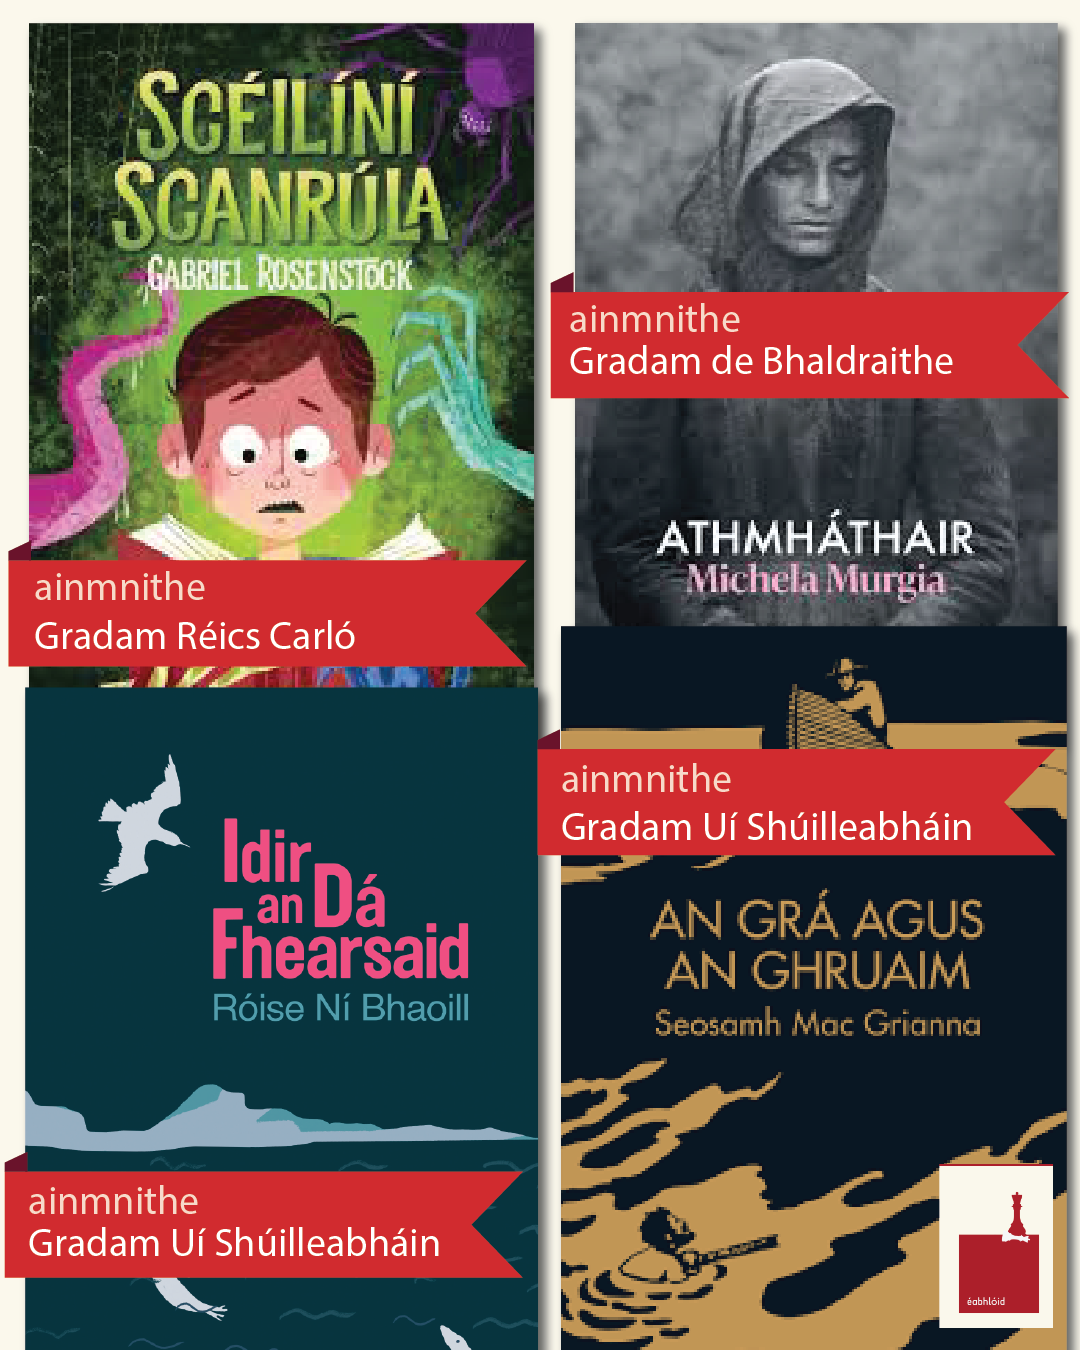 SCÉILÍNÍ
SCANRÚLA
GABRIEL ROSENSTOCK
ainmnithe
Gradam Réics Carló
ainmnithe
Gradam de Bhaldraithe
ATHMHÁTHAIR
Michela Murgia
Idir
an Dá
Fhearsaid
Róise Ní Bhaoill
ainmnithe
Gradam Uí Shúilleabháin
ainmnithe
Gradam Uí Shúilleabháin
AN GRÁ AGUS
AN GHRUAIM
Seosamh Mac Grianna
éabhlóid